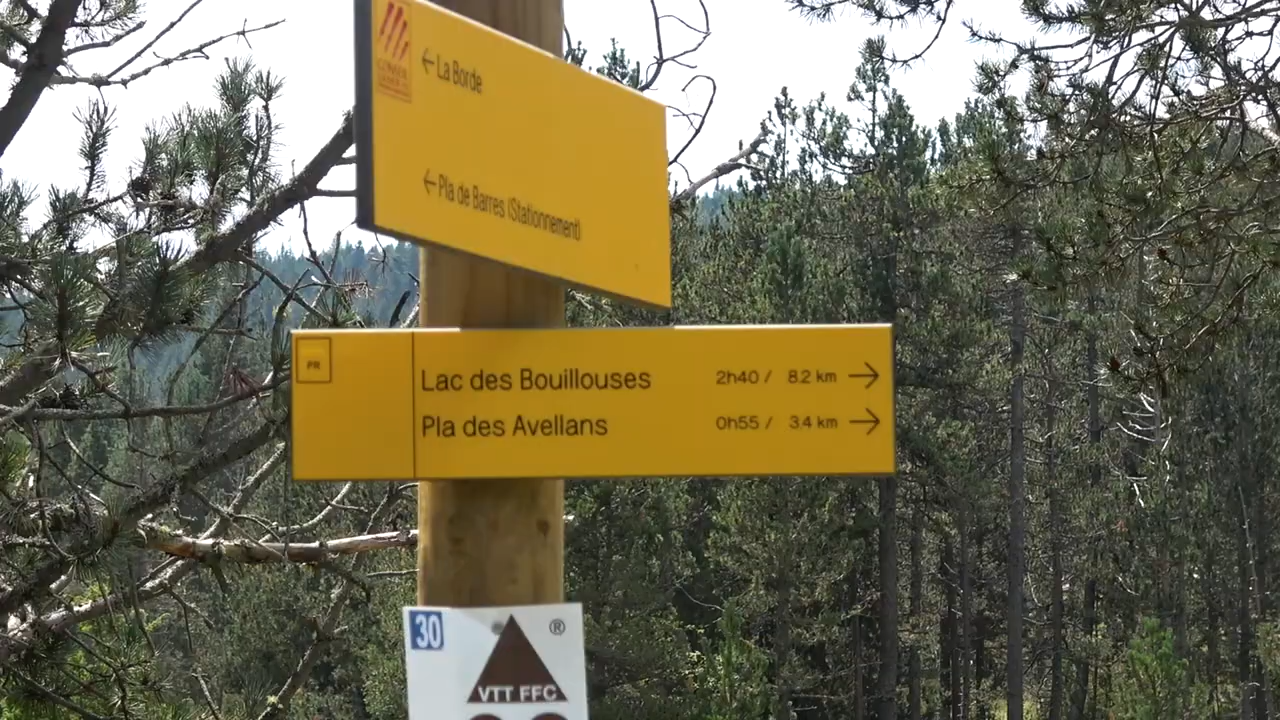 CONSEIL
← La Borde
← Pla de Barres (Stationnement)
PR
Lac des Bouillouses 2h40 / 8.2 km →
Pla des Avellans 0h55 / 3.4 km →
30
®
VTT FFC